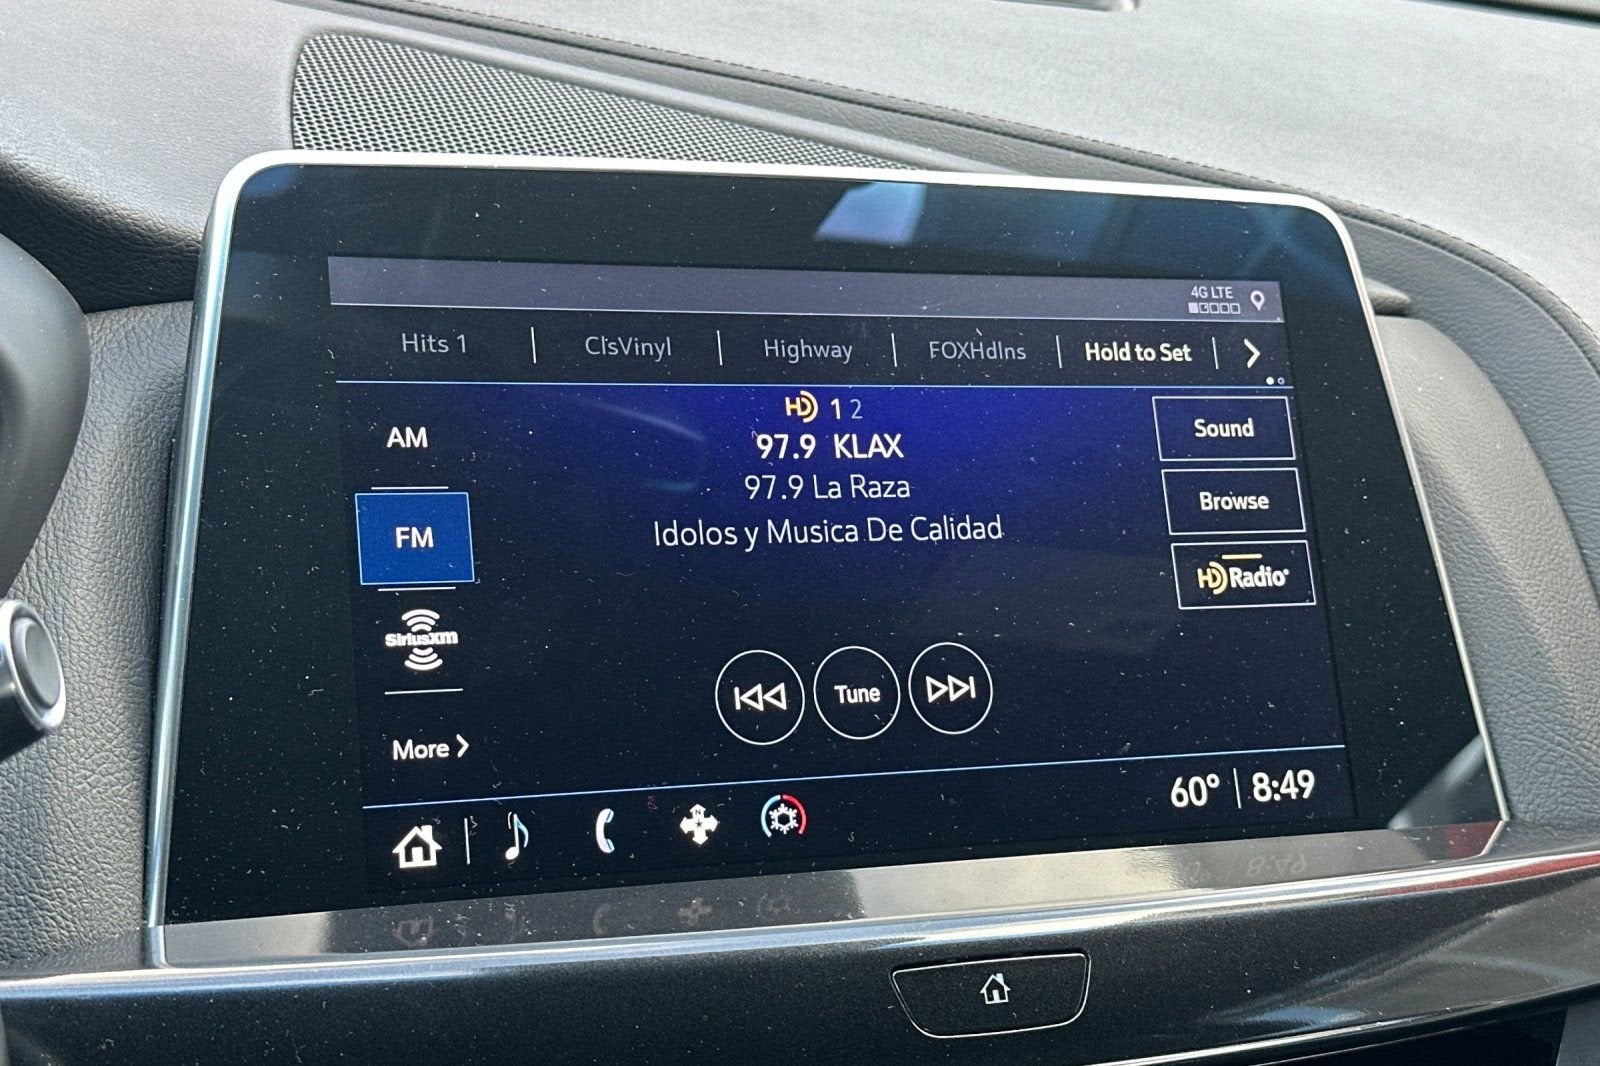 4G LTE
Hits 1 ClsVinyl Highway FOXHdlns Hold to Set
HD 1 2
AM
97.9 KLAX
Sound
97.9 La Raza
Browse
FM
Idolos y Musica De Calidad
HD Radio
SiriusXM
Tune
More
60° 8:49
N